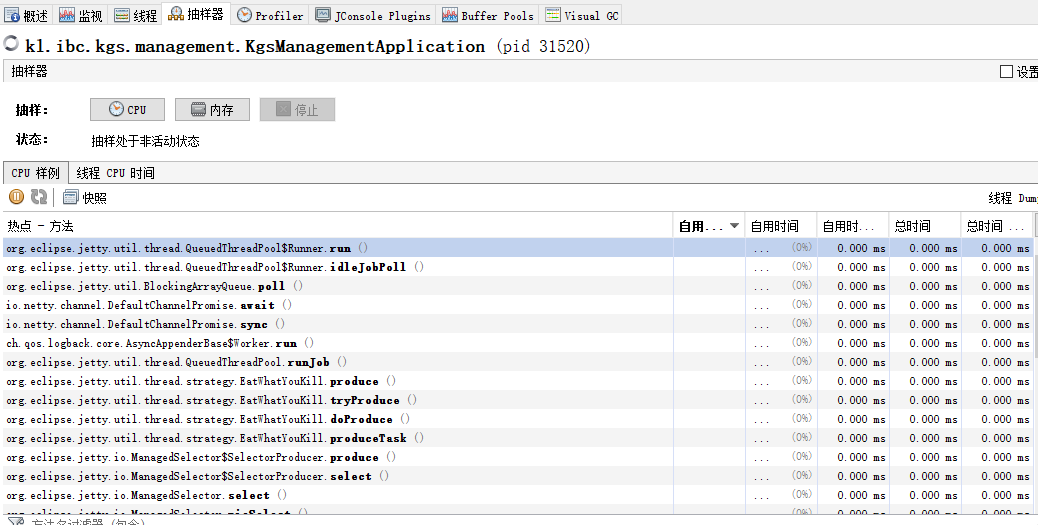 概述 监视 线程 抽样器 Profiler JConsole Plugins Buffer Pools Visual GC
kl.ibc.kgs.management.KgsManagementApplication (pid 31520)
抽样器 设置
抽样: CPU 内存 停止
状态: 抽样处于非活动状态
CPU 样例 线程 CPU 时间
快照 线程 Dump
热点 - 方法 自用... 自用时间 自用时... 总时间 总时间 ...
org.eclipse.jetty.util.thread.QueuedThreadPool$Runner.run () ... (0%) 0.000 ms 0.000 ms 0.000 ms
org.eclipse.jetty.util.thread.QueuedThreadPool$Runner.idleJobPoll () ... (0%) 0.000 ms 0.000 ms 0.000 ms
org.eclipse.jetty.util.BlockingArrayQueue.poll () ... (0%) 0.000 ms 0.000 ms 0.000 ms
io.netty.channel.DefaultChannelPromise.await () ... (0%) 0.000 ms 0.000 ms 0.000 ms
io.netty.channel.DefaultChannelPromise.sync () ... (0%) 0.000 ms 0.000 ms 0.000 ms
ch.qos.logback.core.AsyncAppenderBase$Worker.run () ... (0%) 0.000 ms 0.000 ms 0.000 ms
org.eclipse.jetty.util.thread.QueuedThreadPool.runJob () ... (0%) 0.000 ms 0.000 ms 0.000 ms
org.eclipse.jetty.util.thread.strategy.EatWhatYouKill.produce () ... (0%) 0.000 ms 0.000 ms 0.000 ms
org.eclipse.jetty.util.thread.strategy.EatWhatYouKill.tryProduce () ... (0%) 0.000 ms 0.000 ms 0.000 ms
org.eclipse.jetty.util.thread.strategy.EatWhatYouKill.doProduce () ... (0%) 0.000 ms 0.000 ms 0.000 ms
org.eclipse.jetty.util.thread.strategy.EatWhatYouKill.produceTask () ... (0%) 0.000 ms 0.000 ms 0.000 ms
org.eclipse.jetty.io.ManagedSelector$SelectorProducer.produce () ... (0%) 0.000 ms 0.000 ms 0.000 ms
org.eclipse.jetty.io.ManagedSelector$SelectorProducer.select () ... (0%) 0.000 ms 0.000 ms 0.000 ms
org.eclipse.jetty.io.ManagedSelector.select () ... (0%) 0.000 ms 0.000 ms 0.000 ms
org.eclipse.jetty.io.ManagedSelector.nioSelect ()
方法名过滤器 (包含)